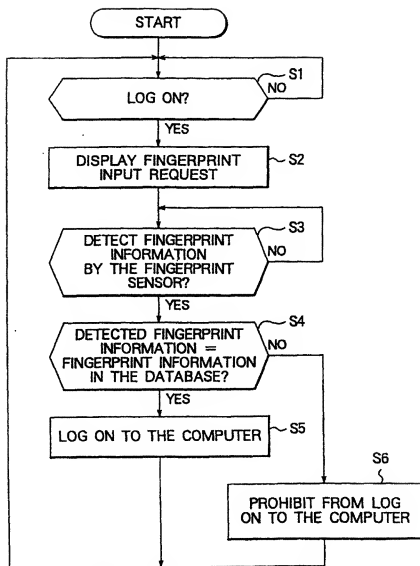 START
S1
LOG ON?
NO
YES
DISPLAY FINGERPRINT
INPUT REQUEST
S2
S3
DETECT FINGERPRINT
INFORMATION
BY THE FINGERPRINT
SENSOR?
NO
YES
S4
DETECTED FINGERPRINT
INFORMATION =
FINGERPRINT INFORMATION
IN THE DATABASE?
NO
YES
LOG ON TO THE COMPUTER
S5
S6
PROHIBIT FROM LOG
ON TO THE COMPUTER